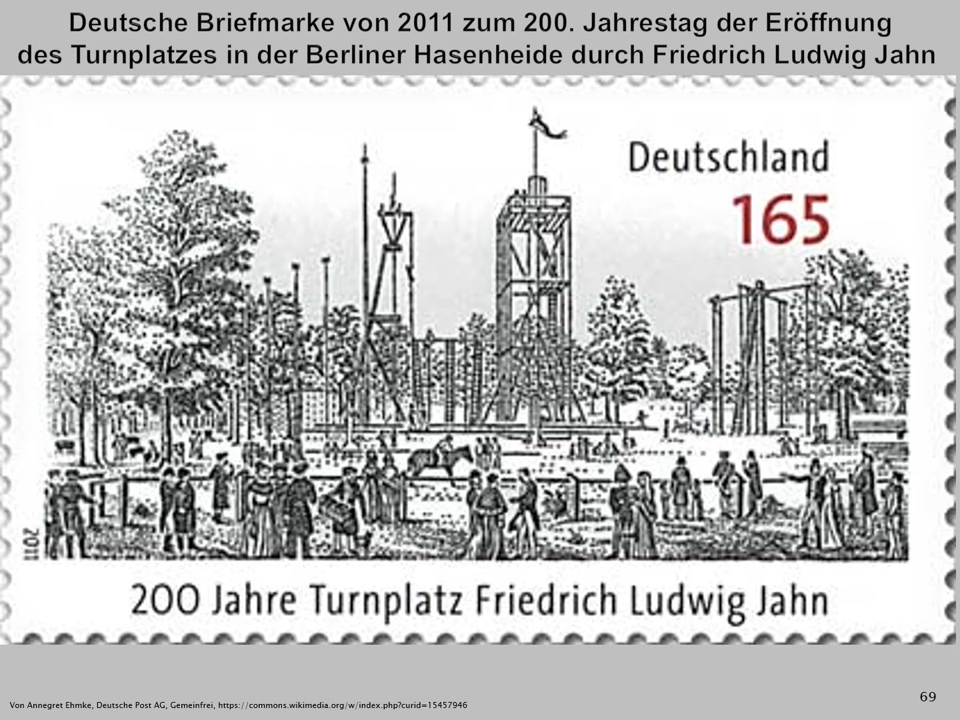 Deutsche Briefmarke von 2011 zum 200. Jahrestag der Eröffnung
des Turnplatzes in der Berliner Hasenheide durch Friedrich Ludwig Jahn
Deutschland
165
2011
200 Jahre Turnplatz Friedrich Ludwig Jahn
69
Von Annegret Ehmke, Deutsche Post AG, Gemeinfrei, https://commons.wikimedia.org/w/index.php?curid=15457946